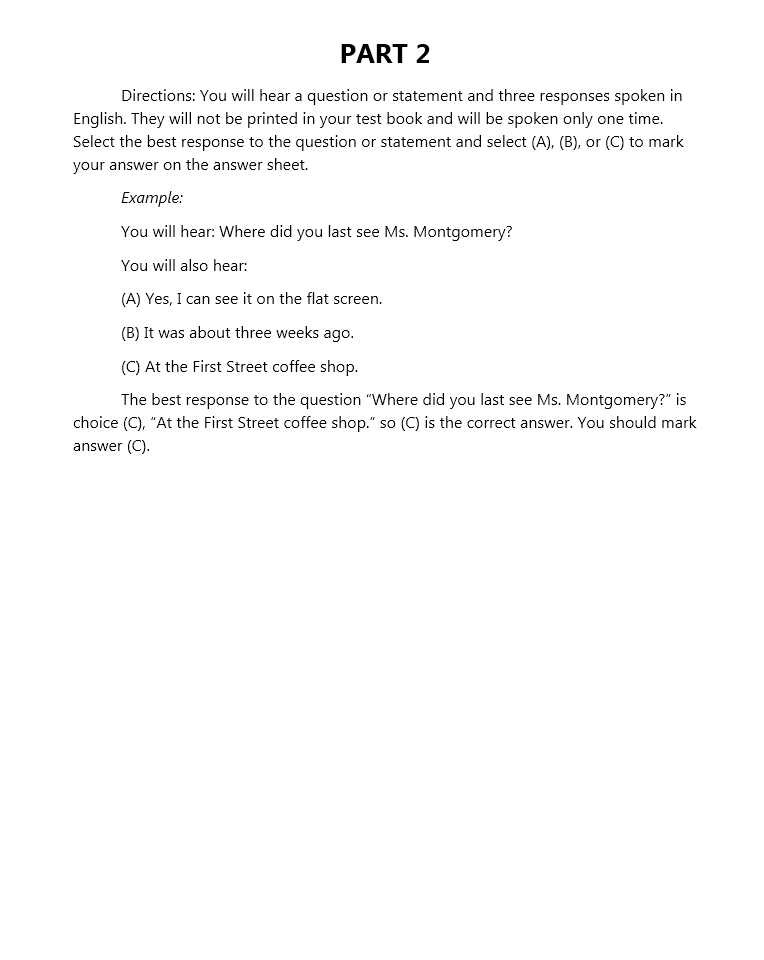 PART 2
Directions: You will hear a question or statement and three responses spoken in
English. They will not be printed in your test book and will be spoken only one time.
Select the best response to the question or statement and select (A), (B), or (C) to mark
your answer on the answer sheet.
Example:
You will hear: Where did you last see Ms. Montgomery?
You will also hear:
(A) Yes, I can see it on the flat screen.
(B) It was about three weeks ago.
(C) At the First Street coffee shop.
The best response to the question “Where did you last see Ms. Montgomery?” is
choice (C), “At the First Street coffee shop.” so (C) is the correct answer. You should mark
answer (C).